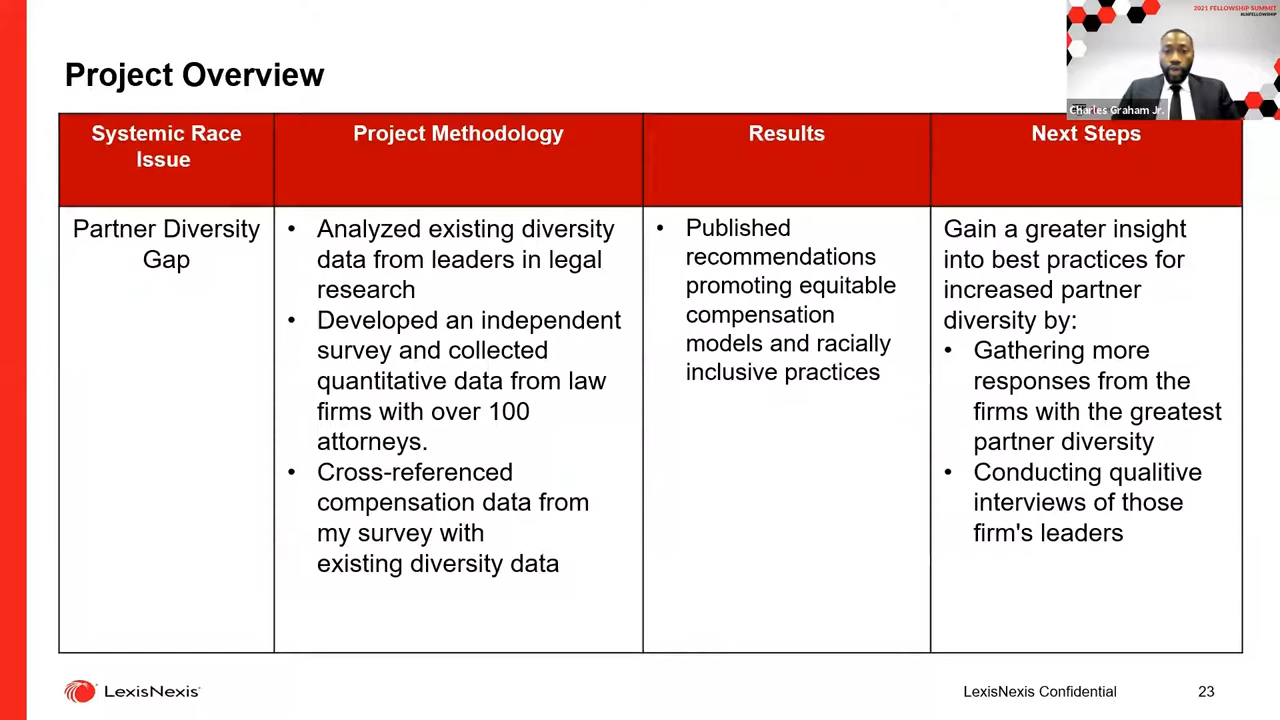 2021 FELLOWSHIP SUMMIT
#LNFELLOWSHIP
Charles Graham Jr.
Project Overview
Systemic Race
Issue
Project Methodology
Results
Next Steps
Partner Diversity
Gap
• Analyzed existing diversity
data from leaders in legal
research
• Developed an independent
survey and collected
quantitative data from law
firms with over 100
attorneys.
• Cross-referenced
compensation data from
my survey with
existing diversity data
• Published
recommendations
promoting equitable
compensation
models and racially
inclusive practices
Gain a greater insight
into best practices for
increased partner
diversity by:
• Gathering more
responses from the
firms with the greatest
partner diversity
• Conducting qualitive
interviews of those
firm's leaders
LexisNexis
LexisNexis Confidential
23